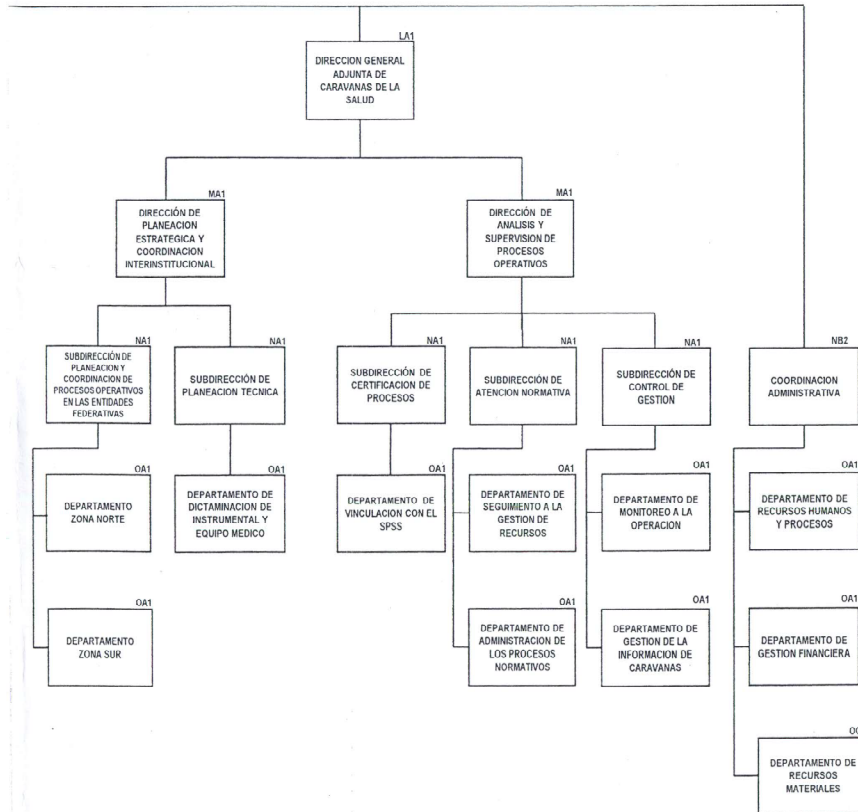 LA1
DIRECCION GENERAL
ADJUNTA DE
CARAVANAS DE LA
SALUD
MA1
DIRECCIÓN DE
PLANEACION
ESTRATEGICA Y
COORDINACION
INTERINSTITUCIONAL
MA1
DIRECCIÓN DE
ANALISIS Y
SUPERVISION DE
PROCESOS
OPERATIVOS
NA1
SUBDIRECCIÓN DE
PLANEACION Y
COORDINACION DE
PROCESOS OPERATIVOS
EN LAS ENTIDADES
FEDERATIVAS
NA1
SUBDIRECCIÓN DE
PLANEACION TECNICA
NA1
SUBDIRECCIÓN DE
CERTIFICACION DE
PROCESOS
NA1
SUBDIRECCIÓN DE
ATENCION NORMATIVA
NA1
SUBDIRECCIÓN DE
CONTROL DE
GESTION
NB2
COORDINACION
ADMINISTRATIVA
OA1
DEPARTAMENTO
ZONA NORTE
OA1
DEPARTAMENTO DE
DICTAMINACION DE
INSTRUMENTAL Y
EQUIPO MEDICO
OA1
DEPARTAMENTO DE
VINCULACION CON EL
SPSS
OA1
DEPARTAMENTO DE
SEGUIMIENTO A LA
GESTION DE
RECURSOS
OA1
DEPARTAMENTO DE
MONITOREO A LA
OPERACION
OA1
DEPARTAMENTO DE
RECURSOS HUMANOS
Y PROCESOS
OA1
DEPARTAMENTO
ZONA SUR
OA1
DEPARTAMENTO DE
ADMINISTRACION DE
LOS PROCESOS
NORMATIVOS
OA1
DEPARTAMENTO DE
GESTION DE LA
INFORMACION DE
CARAVANAS
OA1
DEPARTAMENTO DE
GESTION FINANCIERA
DEPARTAMENTO DE
RECURSOS
MATERIALES